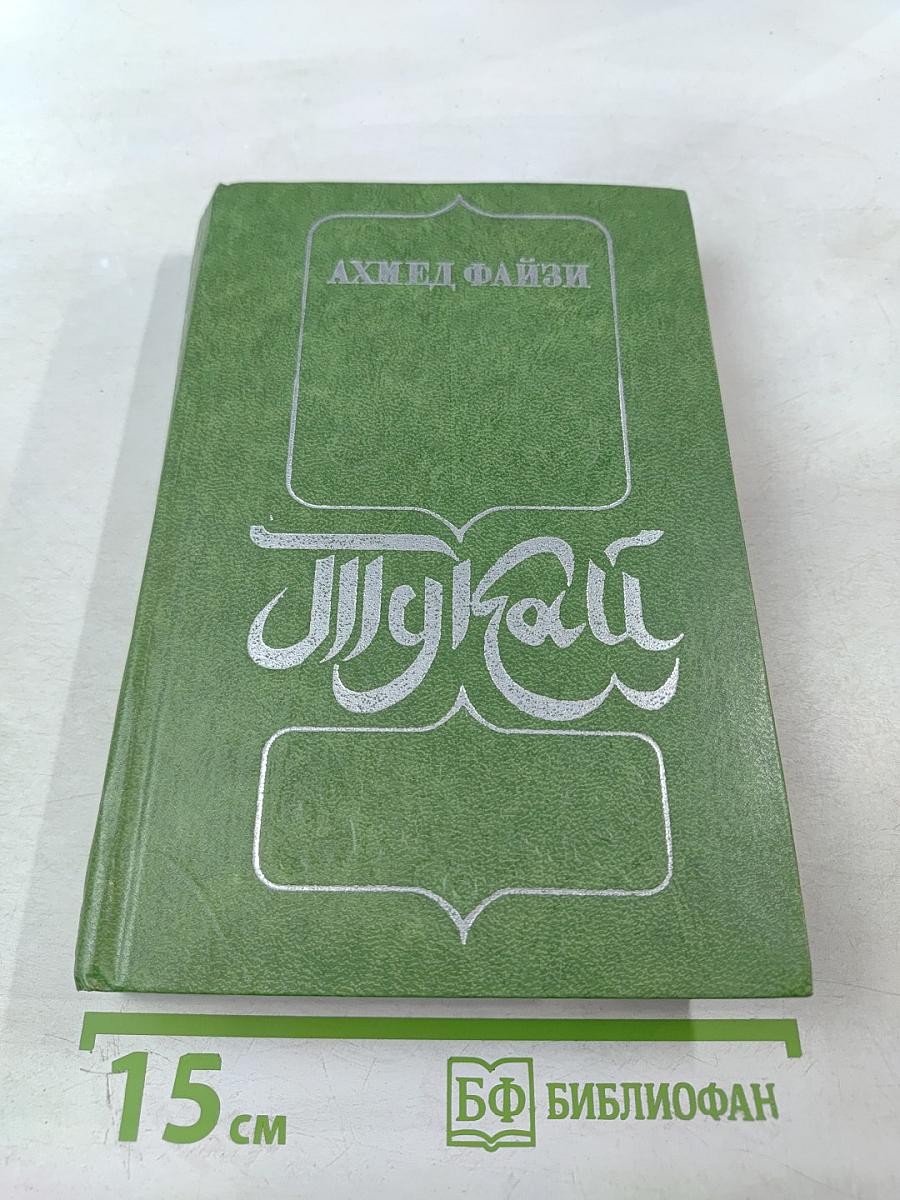 АХМЕД ФАЙЗИ
Тукай
15 см
БФ БИБЛИОФАН